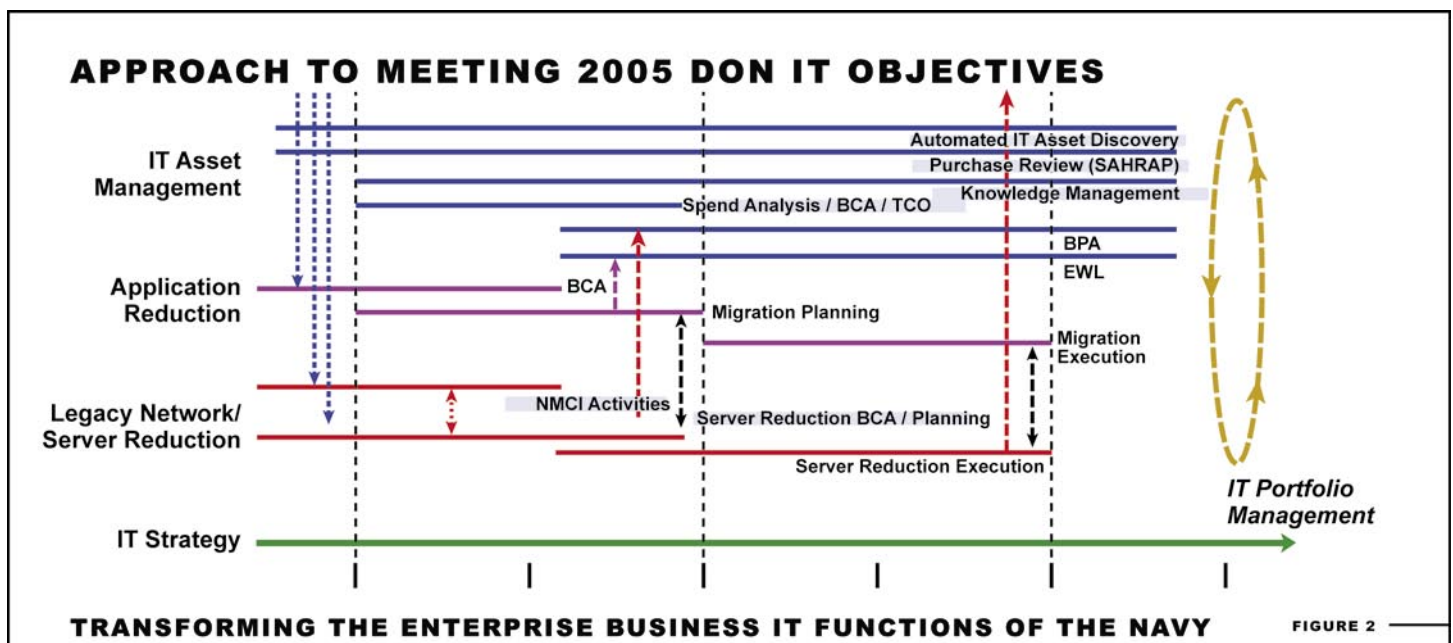 APPROACH TO MEETING 2005 DON IT OBJECTIVES
IT Asset
Management
Automated IT Asset Discovery
Purchase Review (SAHRAP)
Knowledge Management
Spend Analysis / BCA / TCO
BPA
EWL
Application
Reduction
BCA
Migration Planning
Migration
Execution
Legacy Network/
Server Reduction
NMCI Activities
Server Reduction BCA / Planning
Server Reduction Execution
IT Portfolio
Management
IT Strategy
TRANSFORMING THE ENTERPRISE BUSINESS IT FUNCTIONS OF THE NAVY
FIGURE 2